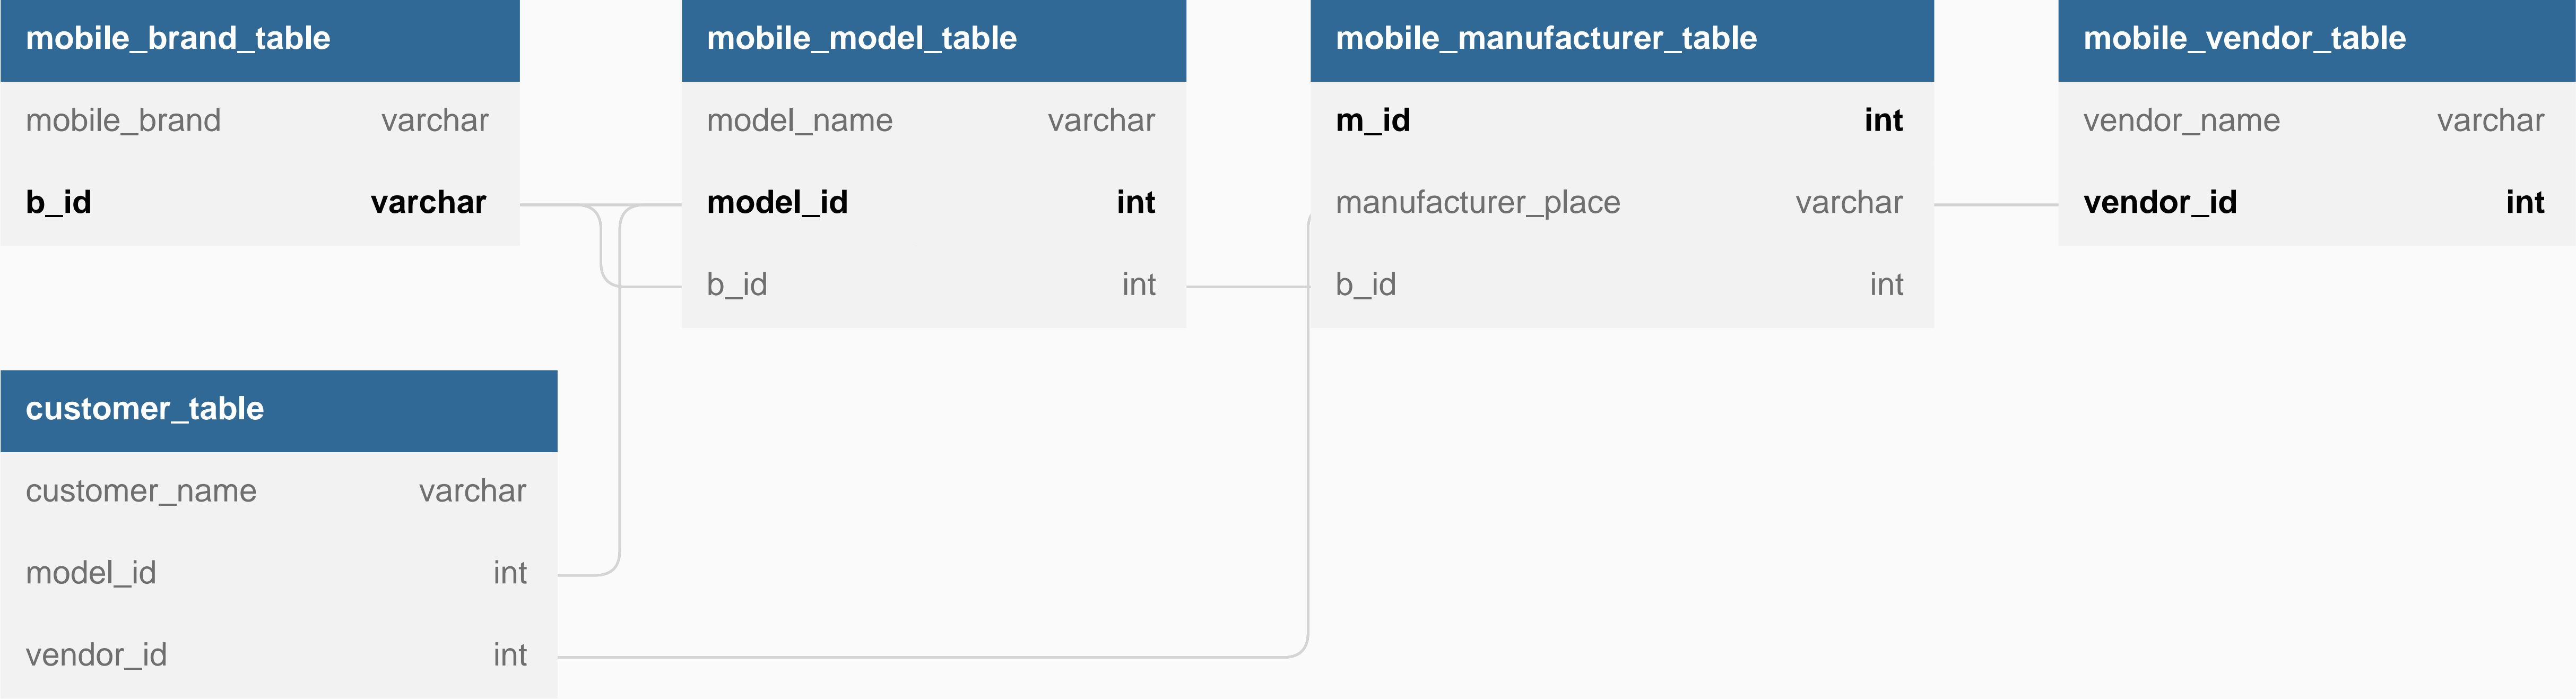 mobile_brand_table
mobile_brand varchar
b_id varchar
mobile_model_table
model_name varchar
model_id int
b_id int
mobile_manufacturer_table
m_id int
manufacturer_place varchar
b_id int
mobile_vendor_table
vendor_name varchar
vendor_id int
customer_table
customer_name varchar
model_id int
vendor_id int